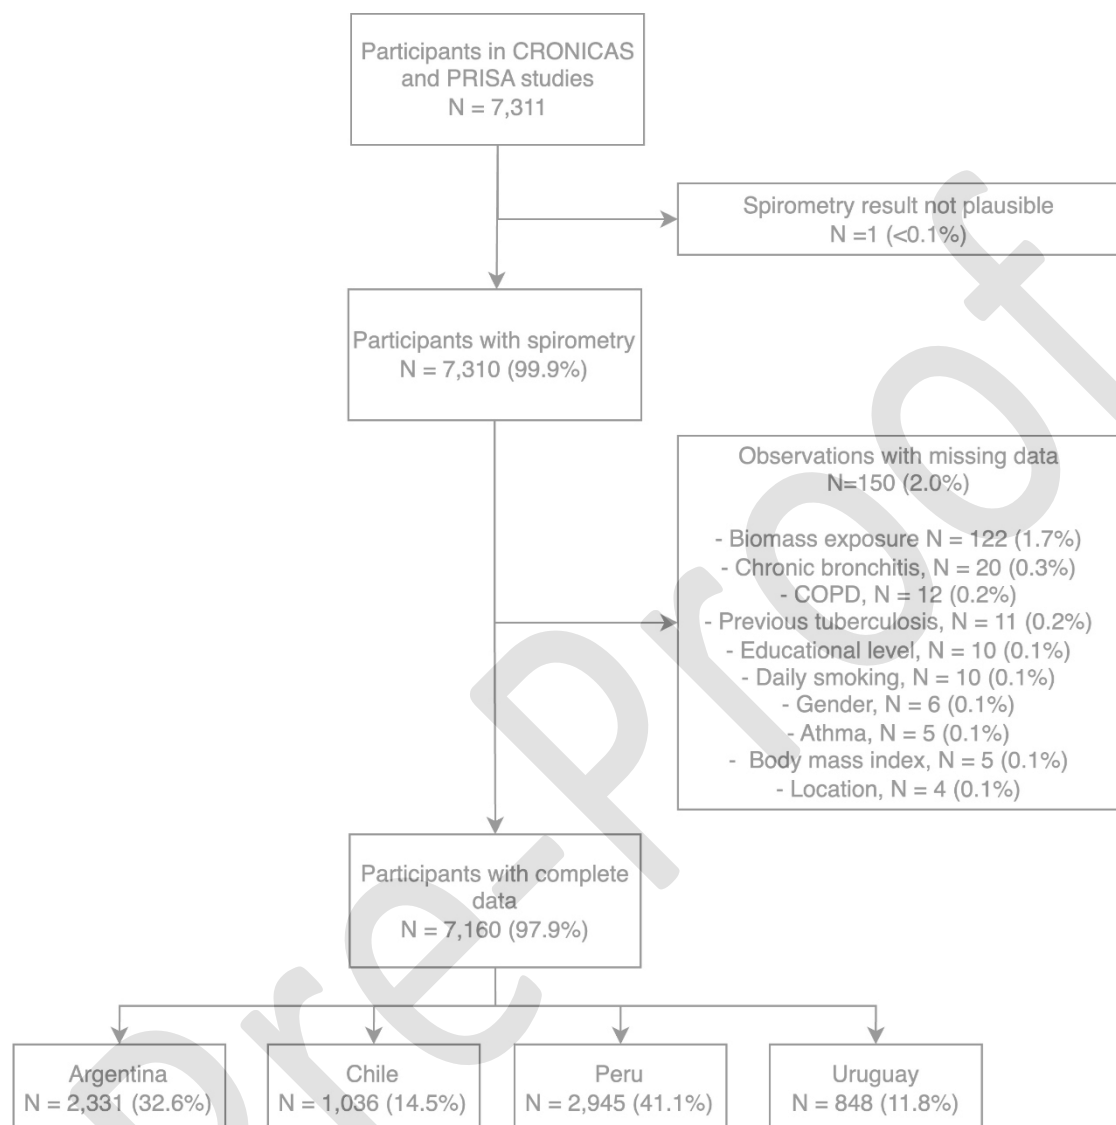 Participants in CRONICAS
and PRISA studies
N = 7,311
Spirometry result not plausible
N =1 (<0.1%)
Participants with spirometry
N = 7,310 (99.9%)
Observations with missing data
N=150 (2.0%)
- Biomass exposure N = 122 (1.7%)
- Chronic bronchitis, N = 20 (0.3%)
- COPD, N = 12 (0.2%)
- Previous tuberculosis, N = 11 (0.2%)
- Educational level, N = 10 (0.1%)
- Daily smoking, N = 10 (0.1%)
- Gender, N = 6 (0.1%)
- Athma, N = 5 (0.1%)
- Body mass index, N = 5 (0.1%)
- Location, N = 4 (0.1%)
Participants with complete
data
N = 7,160 (97.9%)
Argentina
N = 2,331 (32.6%)
Chile
N = 1,036 (14.5%)
Peru
N = 2,945 (41.1%)
Uruguay
N = 848 (11.8%)
pre-proof